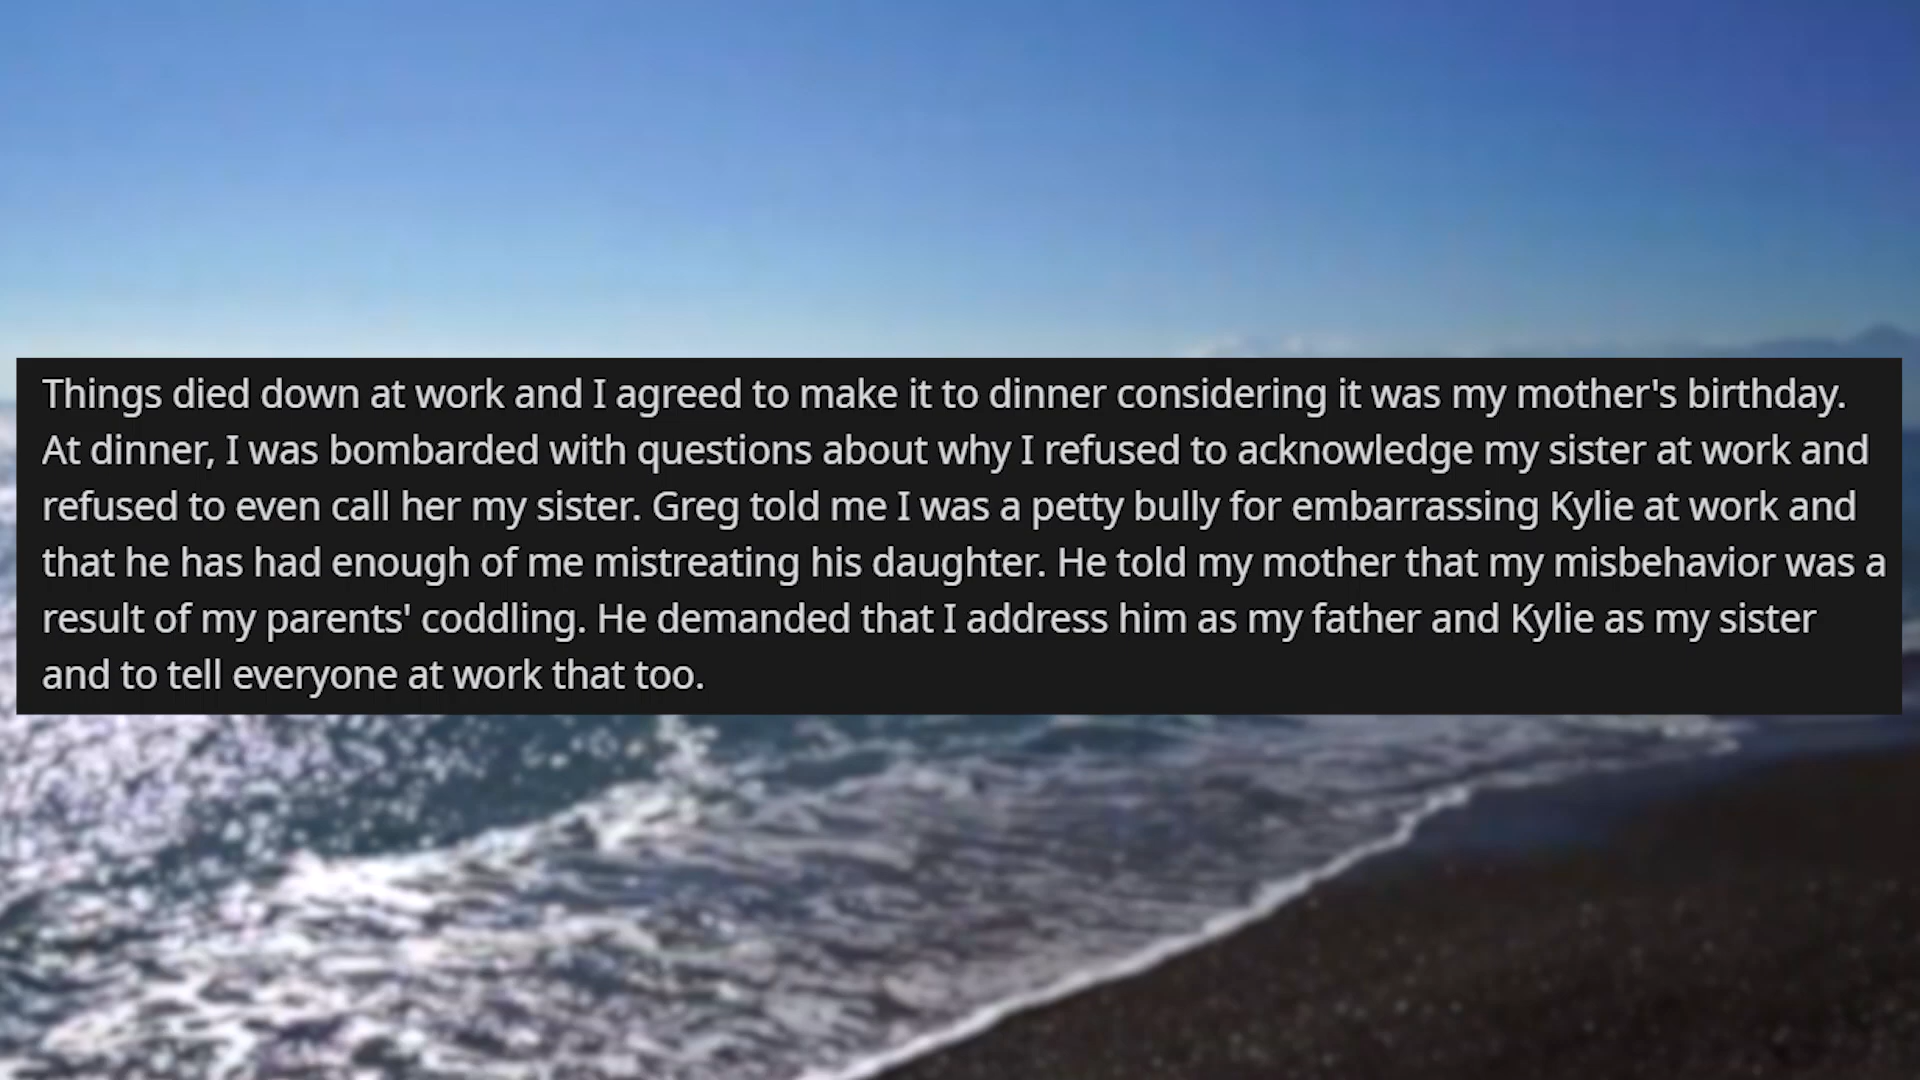 Things died down at work and I agreed to make it to dinner considering it was my mother's birthday.
At dinner, I was bombarded with questions about why I refused to acknowledge my sister at work and
refused to even call her my sister. Greg told me I was a petty bully for embarrassing Kylie at work and
that he has had enough of me mistreating his daughter. He told my mother that my misbehavior was a
result of my parents' coddling. He demanded that I address him as my father and Kylie as my sister
and to tell everyone at work that too.